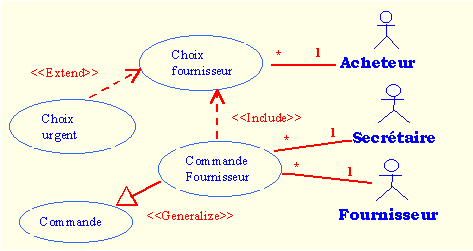 Choix
fournisseur
*
1
Acheteur
<<Extend>>
Choix
urgent
<<Include>>
*
1
Secrétaire
Commande
Fournisseur
*
1
Fournisseur
Commande
<<Generalize>>